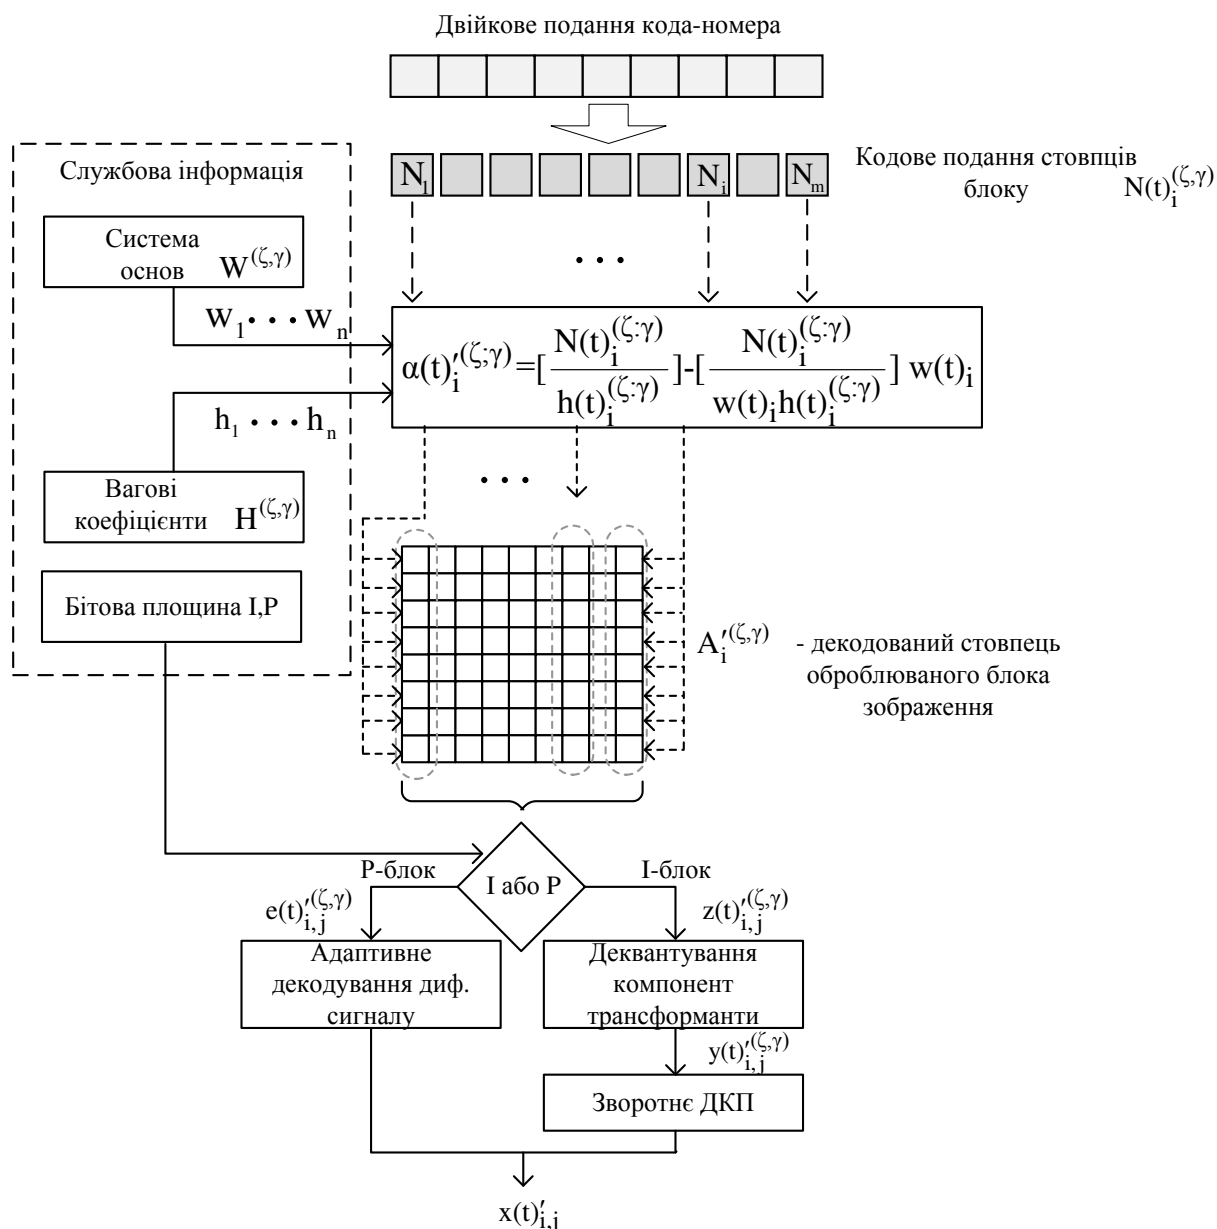 Двійкове подання кода-номера
N₁ Nᵢ Nₘ
Кодове подання стовпців
блоку N(t)ᵢ^(ζ,γ)
Службова інформація
Система
основ W^(ζ,γ)
w₁ • • • wₙ
• • •
α(t)′ᵢ^(ζ;γ)=[N(t)ᵢ^(ζ:γ)/h(t)ᵢ^(ζ:γ)]-[N(t)ᵢ^(ζ:γ)/w(t)ᵢh(t)ᵢ^(ζ:γ)] w(t)ᵢ
h₁ • • • hₙ
• • •
Вагові
коефіцієнти H^(ζ,γ)
Бітова площина I,P
A′ᵢ^(ζ,γ) - декодований стовпець
оброблюваного блока
зображення
P-блок
I або P
I-блок
e(t)′ᵢ,ⱼ^(ζ,γ)
z(t)′ᵢ,ⱼ^(ζ,γ)
Адаптивне
декодування диф.
сигналу
Деквантування
компонент
трансформанти
y(t)′ᵢ,ⱼ^(ζ,γ)
Зворотнє ДКП
x(t)′ᵢ,ⱼ